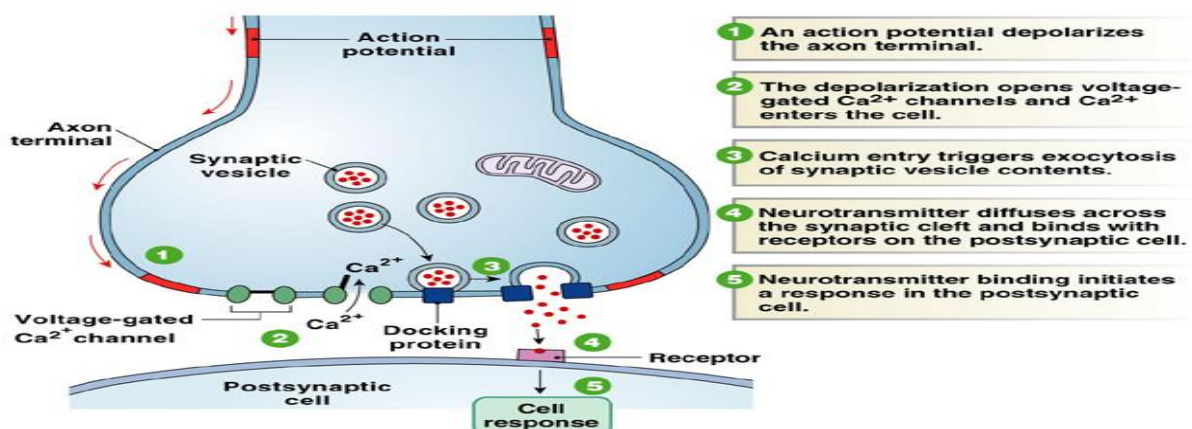 Action
potential
Axon
terminal
Synaptic
vesicle
1
Ca²⁺
3
Voltage-gated
Ca²⁺ channel
2
Ca²⁺
Docking
protein
4
Receptor
Postsynaptic
cell
5
Cell
response
1 An action potential depolarizes
the axon terminal.
2 The depolarization opens voltage-
gated Ca²⁺ channels and Ca²⁺
enters the cell.
3 Calcium entry triggers exocytosis
of synaptic vesicle contents.
4 Neurotransmitter diffuses across
the synaptic cleft and binds with
receptors on the postsynaptic cell.
5 Neurotransmitter binding initiates
a response in the postsynaptic
cell.